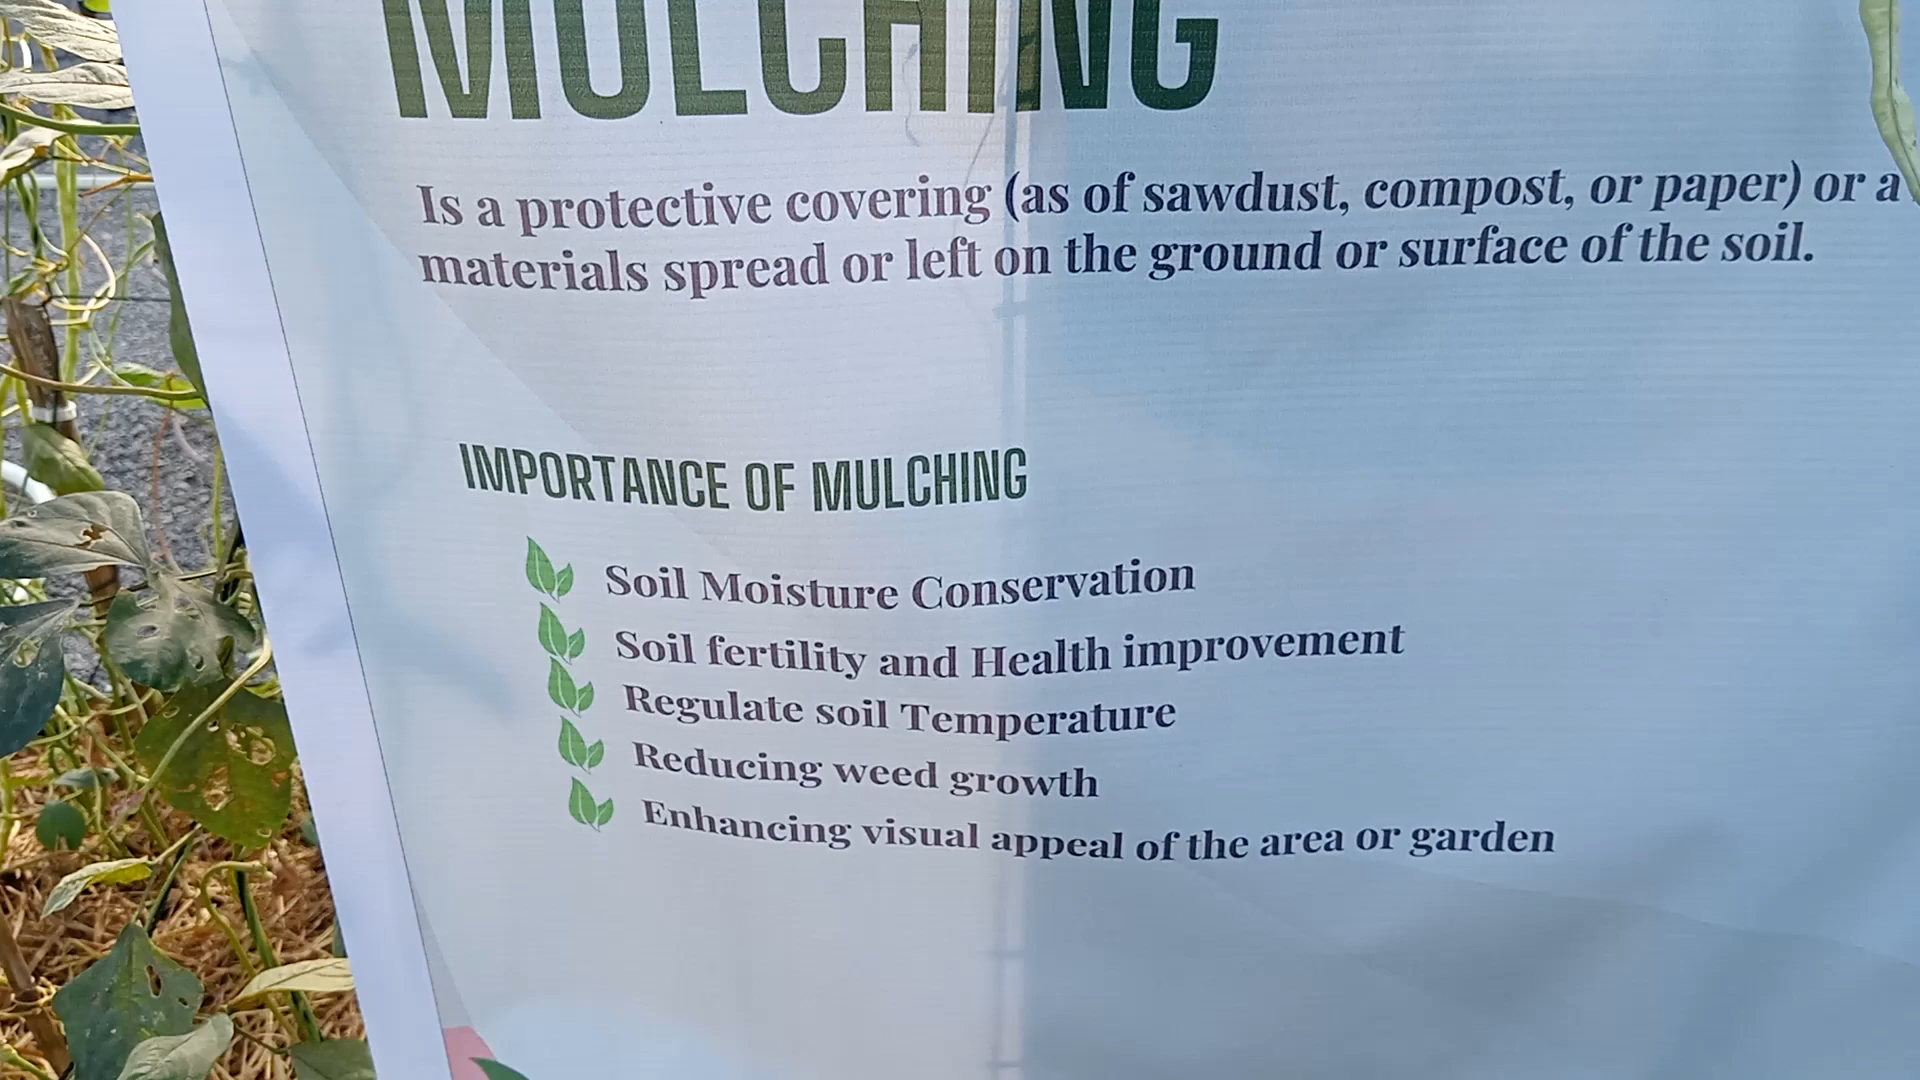 MULCHING
Is a protective covering (as of sawdust, compost, or paper) or a
materials spread or left on the ground or surface of the soil.
IMPORTANCE OF MULCHING
Soil Moisture Conservation
Soil fertility and Health improvement
Regulate soil Temperature
Reducing weed growth
Enhancing visual appeal of the area or garden